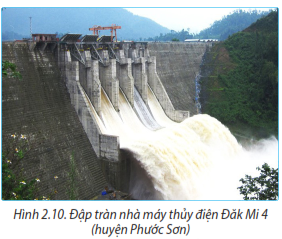 Hình 2.10. Đập tràn nhà máy thủy điện Đăk Mi 4
(huyện Phước Sơn)